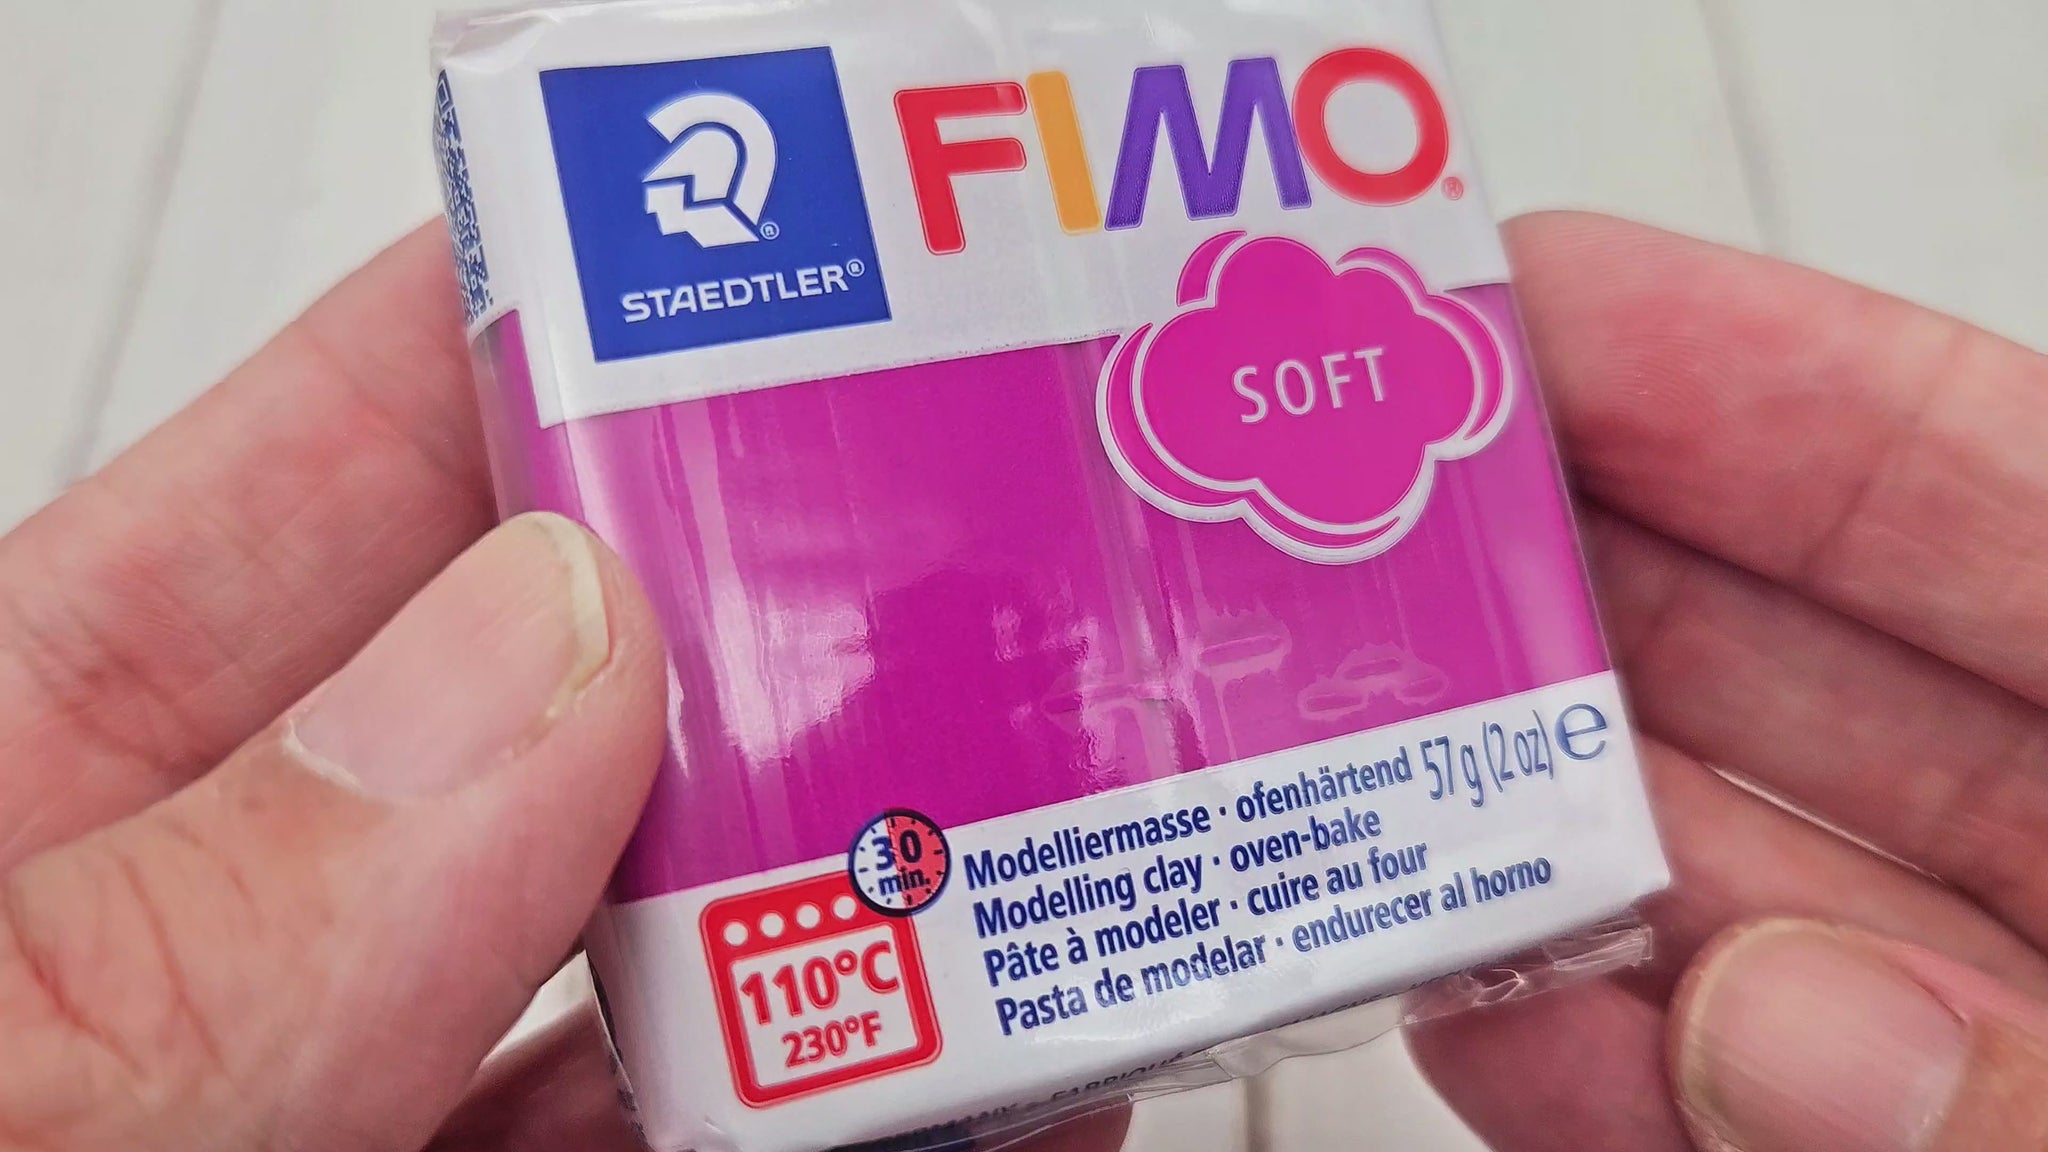 STAEDTLER®
FIMO®
SOFT
30
min.
110°C
230°F
Modelliermasse · ofenhärtend 57 g (2 oz) ℮
Modelling clay · oven-bake
Pâte à modeler · cuire au four
Pasta de modelar · endurecer al horno